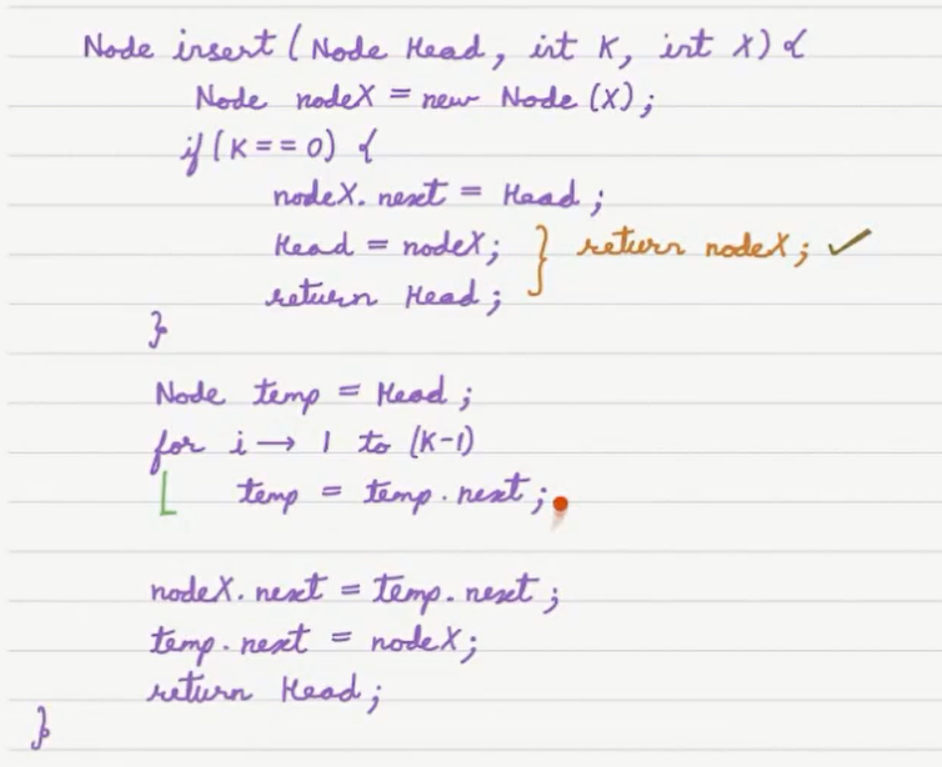 Node insert (Node Head, int K, int X) {
Node nodeX = new Node (X);
if (K == 0) {
nodeX. next = Head;
Head = nodeX; } return nodeX; ✓
return Head;
}
Node temp = Head;
for i → 1 to (K-1)
[ temp = temp. next;
nodeX. next = temp. next;
temp. next = nodeX;
return Head;
}